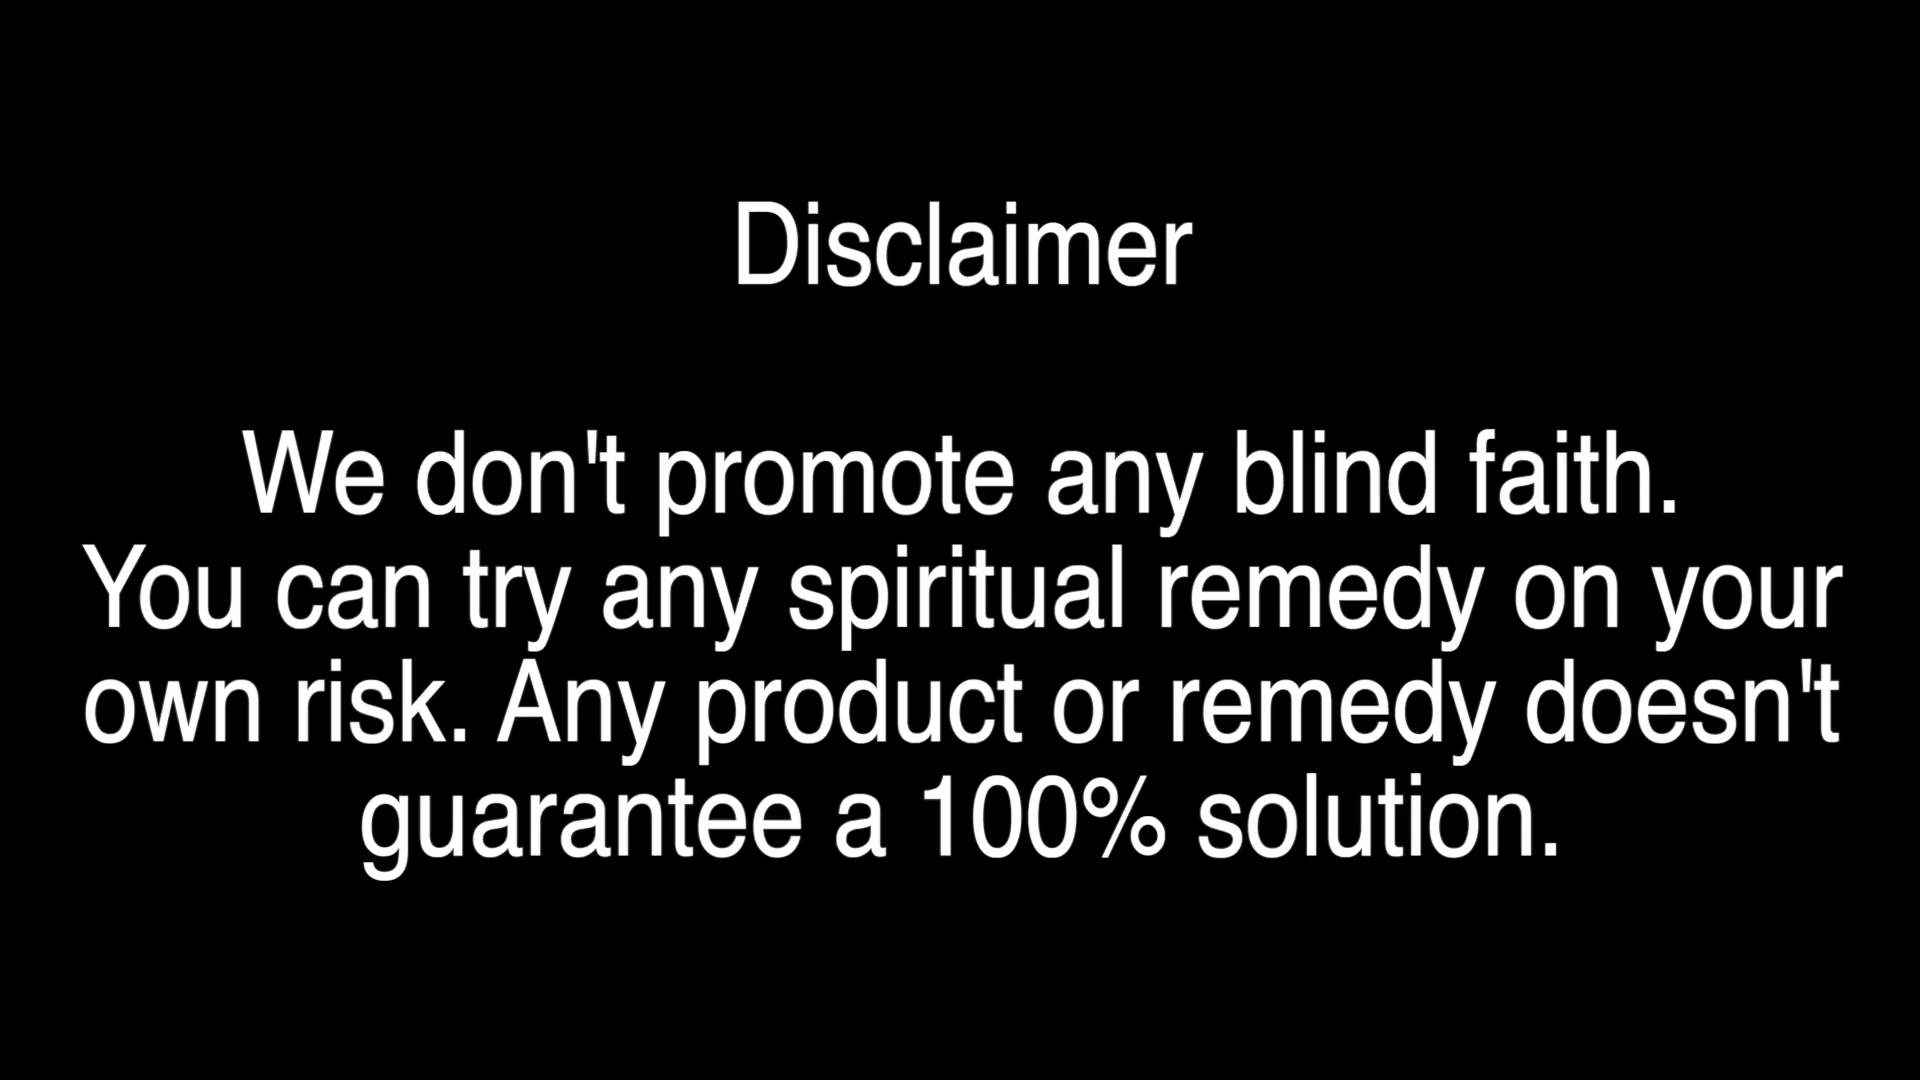 Disclaimer
We don't promote any blind faith.
You can try any spiritual remedy on your
own risk. Any product or remedy doesn't
guarantee a 100% solution.